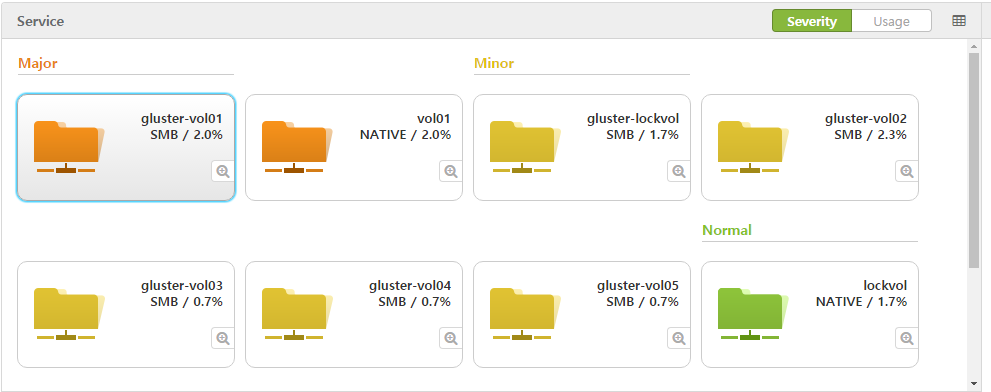 Service
Severity
Usage
Major
Minor
gluster-vol01
SMB / 2.0%
vol01
NATIVE / 2.0%
gluster-lockvol
SMB / 1.7%
gluster-vol02
SMB / 2.3%
Normal
gluster-vol03
SMB / 0.7%
gluster-vol04
SMB / 0.7%
gluster-vol05
SMB / 0.7%
lockvol
NATIVE / 1.7%